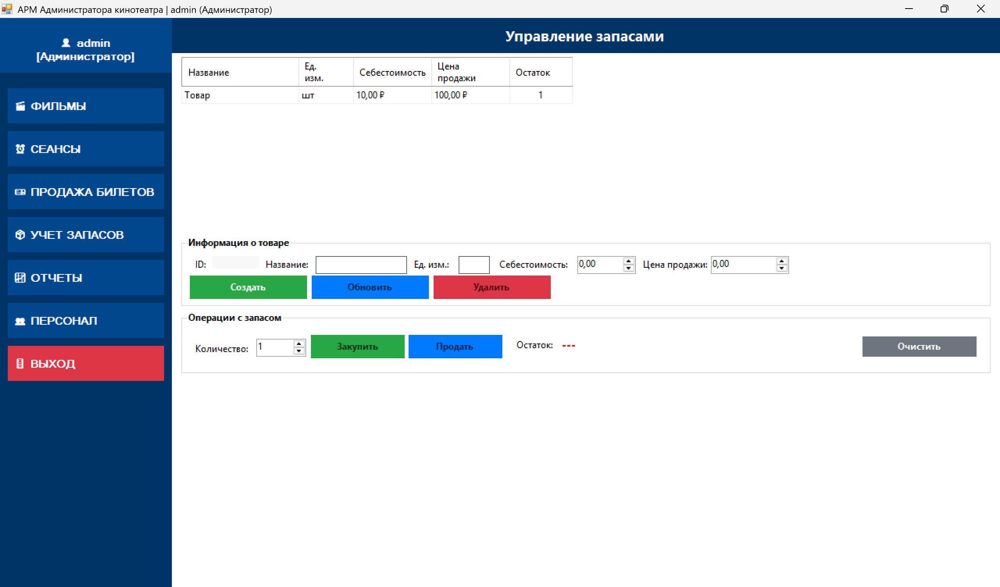 АРМ Администратора кинотеатра | admin (Администратор)
admin
[Администратор]
ФИЛЬМЫ
СЕАНСЫ
ПРОДАЖА БИЛЕТОВ
УЧЕТ ЗАПАСОВ
ОТЧЕТЫ
ПЕРСОНАЛ
ВЫХОД
Управление запасами
Название Ед. изм. Себестоимость Цена продажи Остаток
Товар шт 10,00 ₽ 100,00 ₽ 1
Информация о товаре
ID: Название: Ед. изм.: Себестоимость: 0,00 Цена продажи: 0,00
Создать Обновить Удалить
Операции с запасом
Количество: 1 Закупить Продать Остаток: --- Очистить